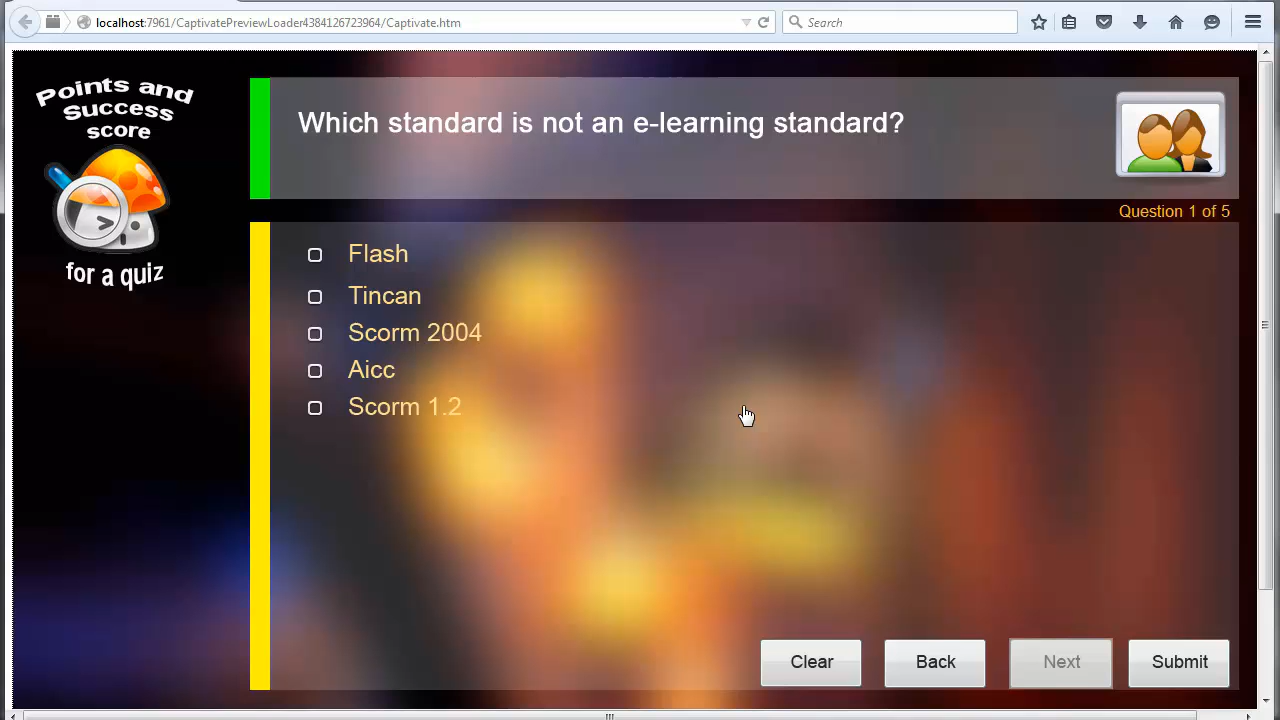 localhost:7961/CaptivatePreviewLoader4384126723964/Captivate.htm
Search
Points and
Success
score
for a quiz
Which standard is not an e-learning standard?
Question 1 of 5
Flash
Tincan
Scorm 2004
Aicc
Scorm 1.2
Clear
Back
Next
Submit